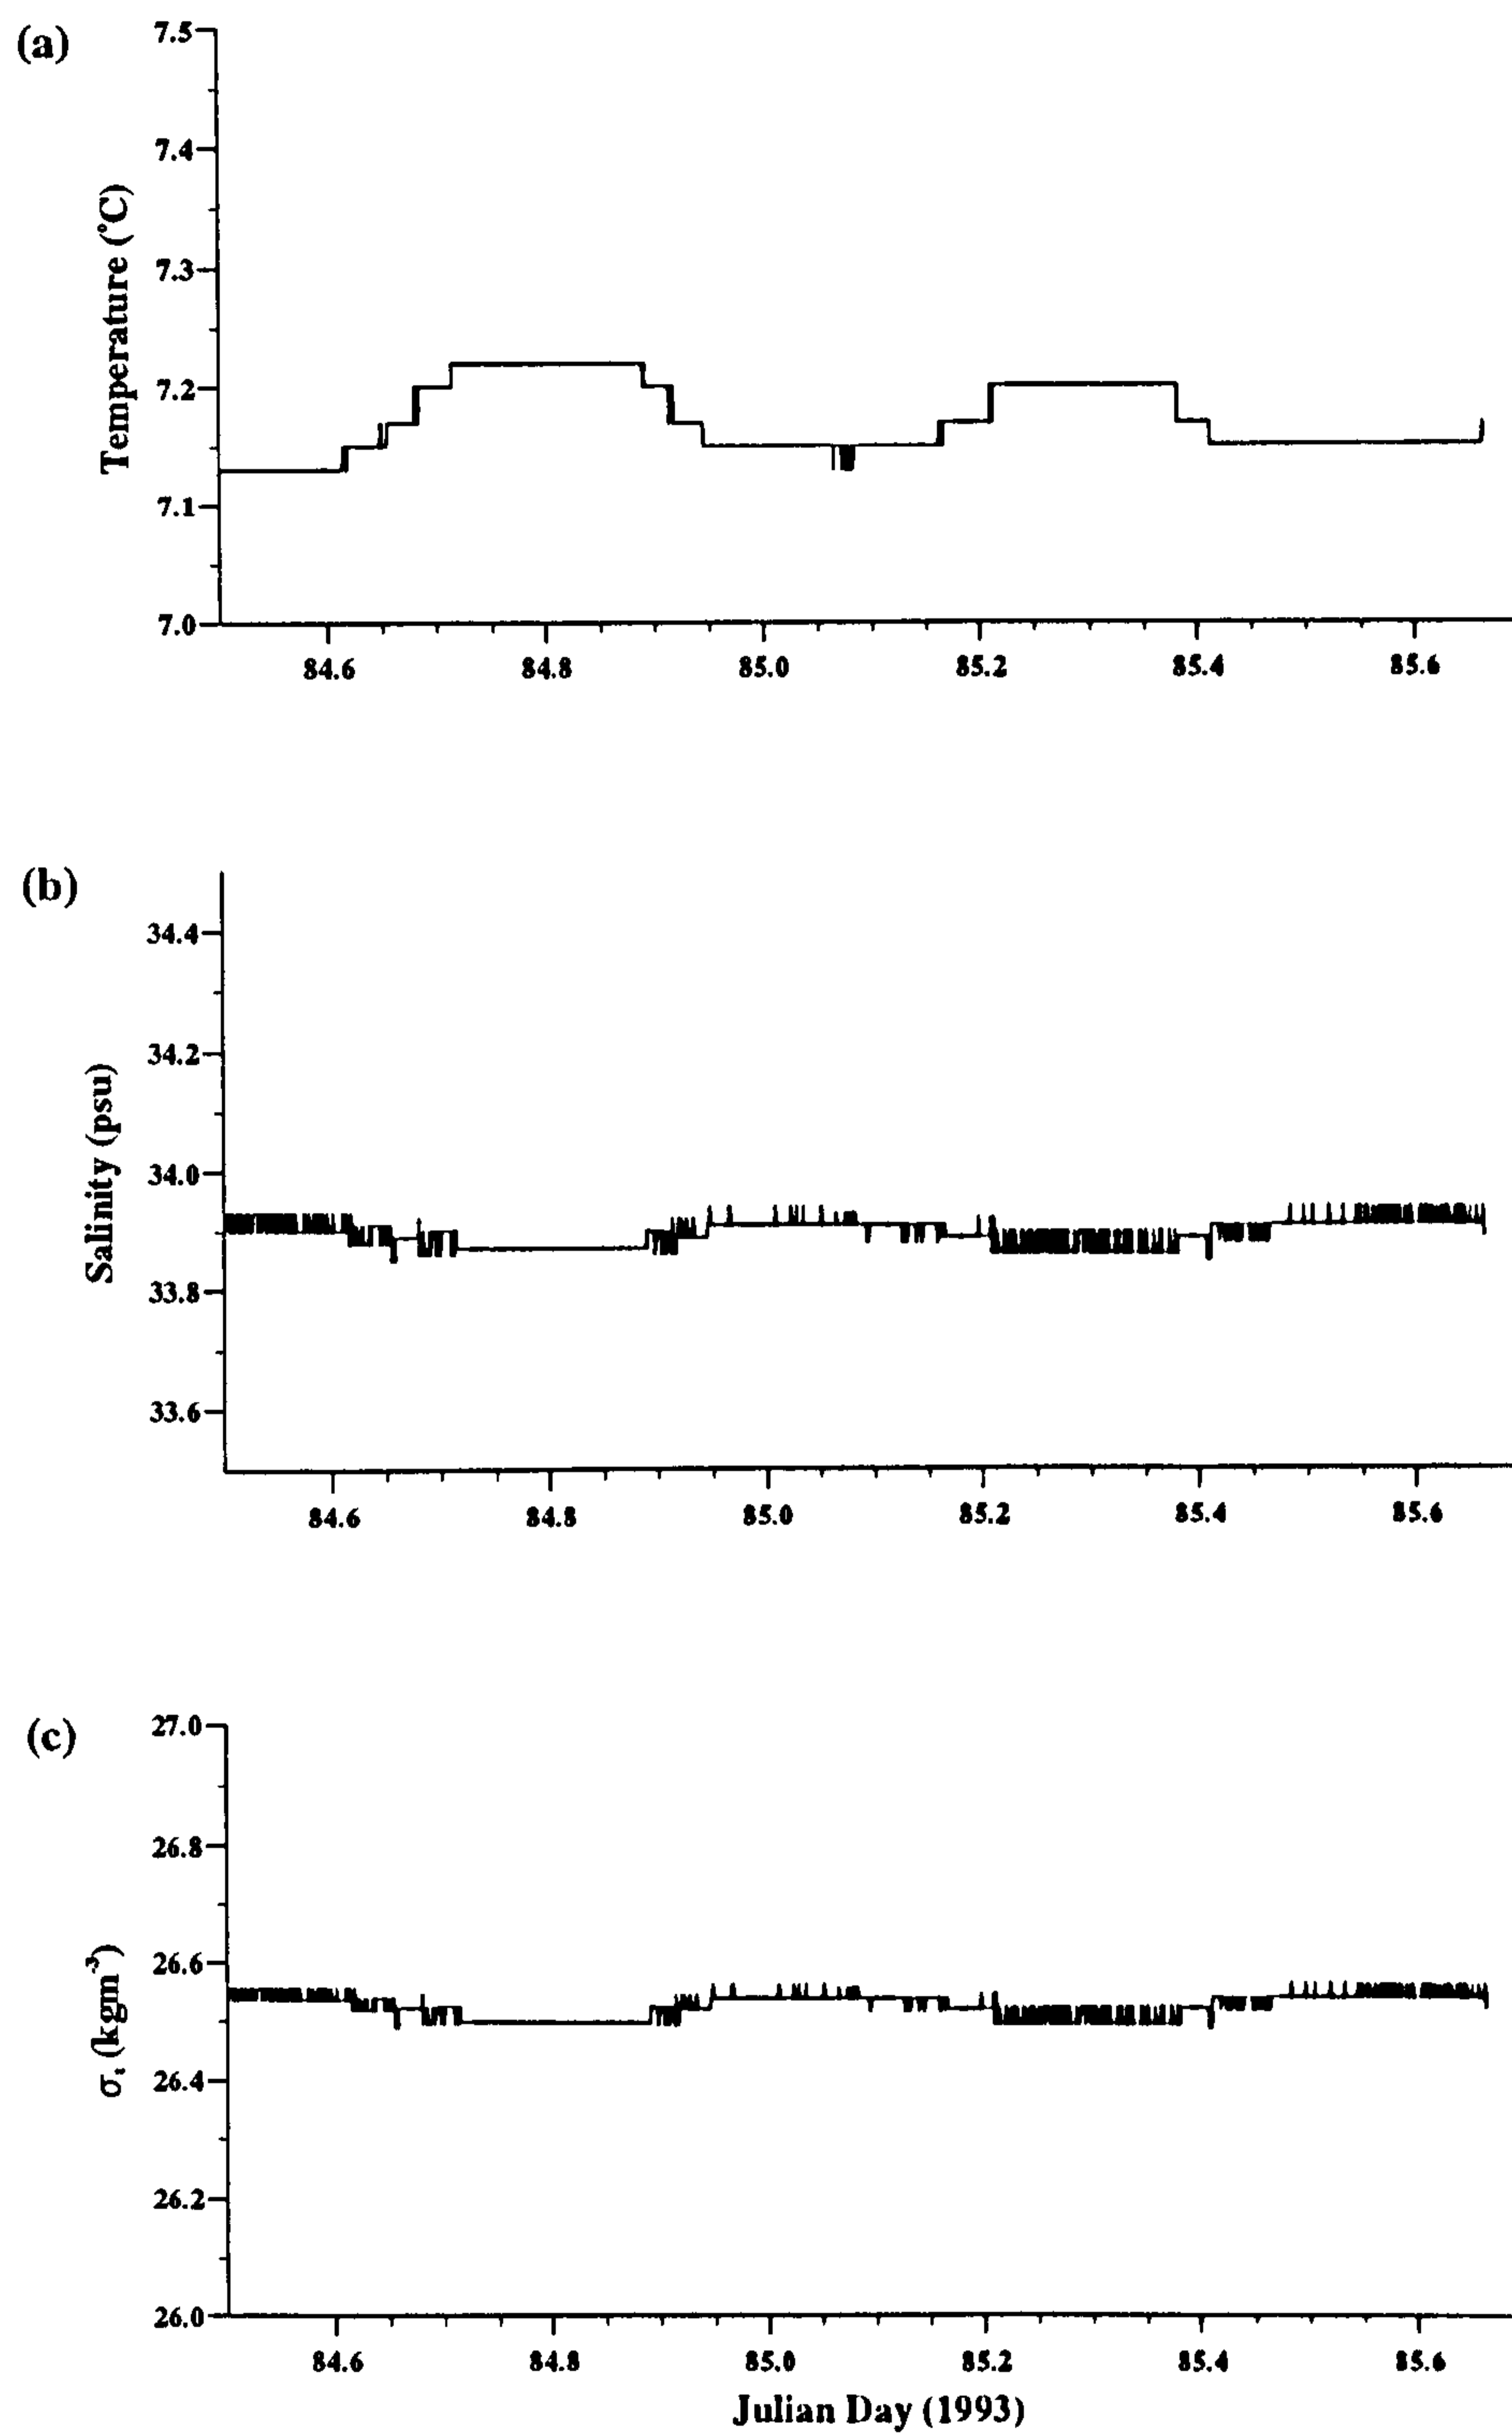 (a)
7.5
7.4
7.3
7.2
7.1
7.0
Temperature (°C)
84.6 84.8 85.0 85.2 85.4 85.6
(b)
34.4
34.2
34.0
33.8
33.6
Salinity (psu)
84.6 84.8 85.0 85.2 85.4 85.6
(c)
27.0
26.8
26.6
26.4
26.2
26.0
σt (kgm-3)
84.6 84.8 85.0 85.2 85.4 85.6
Julian Day (1993)